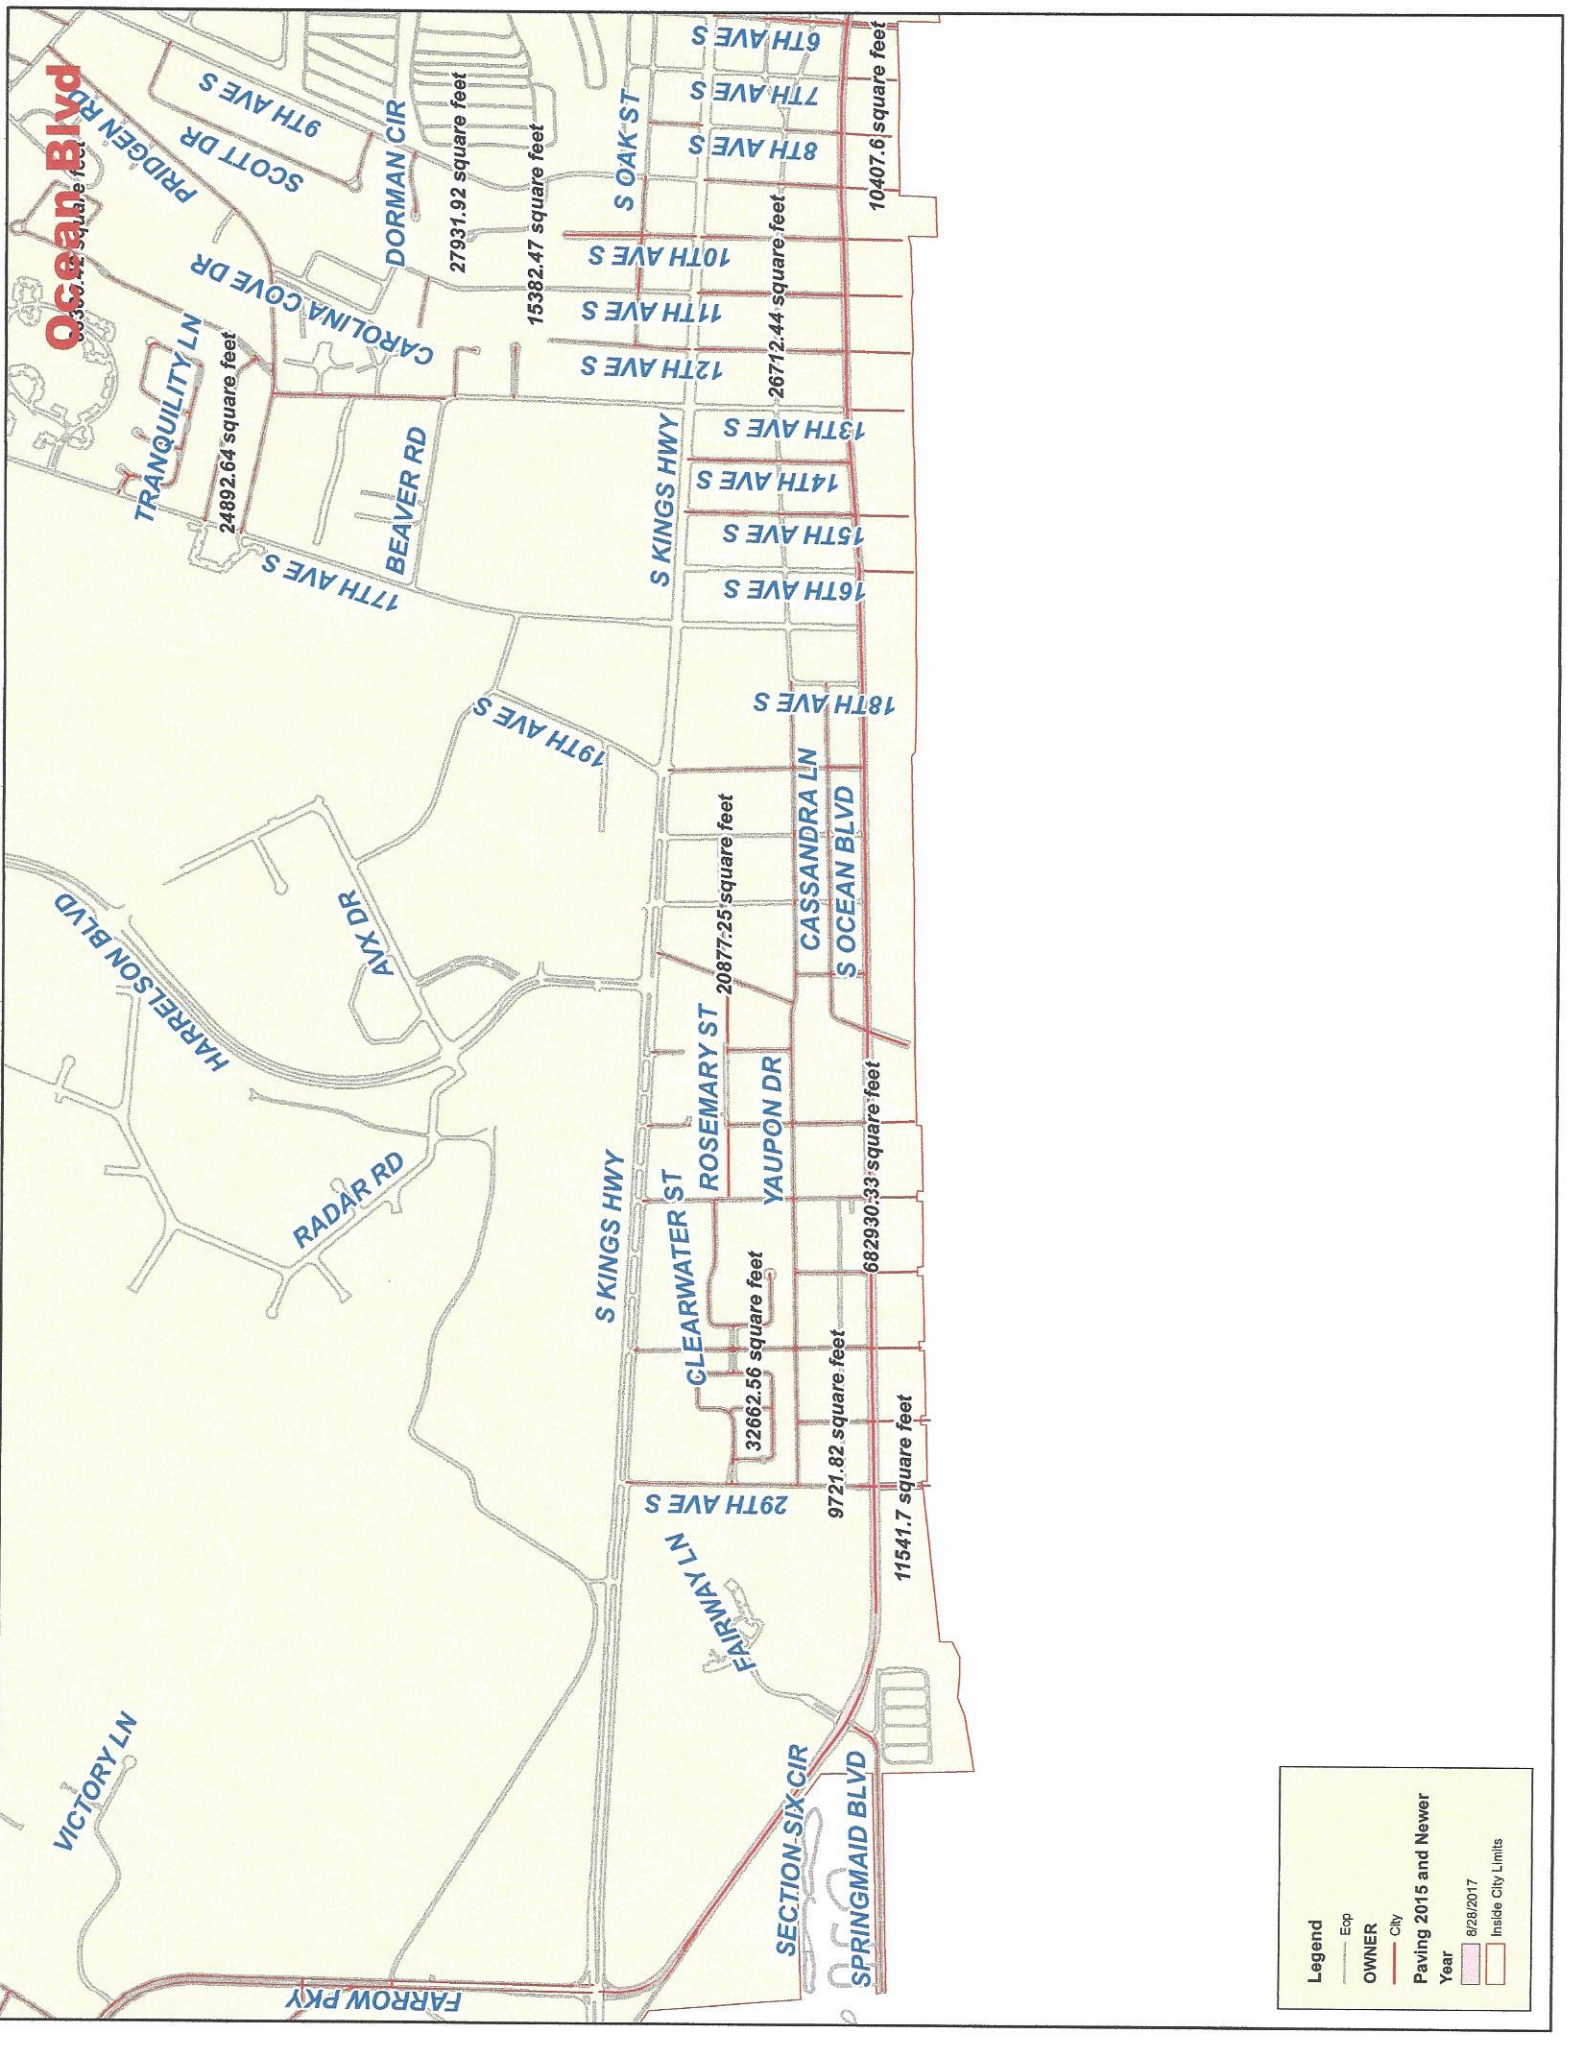 Ocean Blvd
PRIDGEN RD
9TH AVE S
SCOTT DR
DORMAN CIR
27931.92 square feet
15382.47 square feet
S OAK ST
6TH AVE S
7TH AVE S
8TH AVE S
10407.6 square feet
10TH AVE S
11TH AVE S
12TH AVE S
26712.44 square feet
CAROLINA COVE DR
TRANQUILITY LN
24892.64 square feet
BEAVER RD
17TH AVE S
S KINGS HWY
13TH AVE S
14TH AVE S
15TH AVE S
16TH AVE S
18TH AVE S
19TH AVE S
CASSANDRA LN
S OCEAN BLVD
20877.25 square feet
AVX DR
HARRELSON BLVD
RADAR RD
ROSEMARY ST
YAUPON DR
682930.33 square feet
S KINGS HWY
CLEARWATER ST
32662.56 square feet
9721.82 square feet
11541.7 square feet
29TH AVE S
FAIRWAY LN
VICTORY LN
SECTION SIX CIR
SPRINGMAID BLVD
FARROW PKY
Legend
Eop
OWNER
City
Paving 2015 and Newer
Year
8/28/2017
Inside City Limits